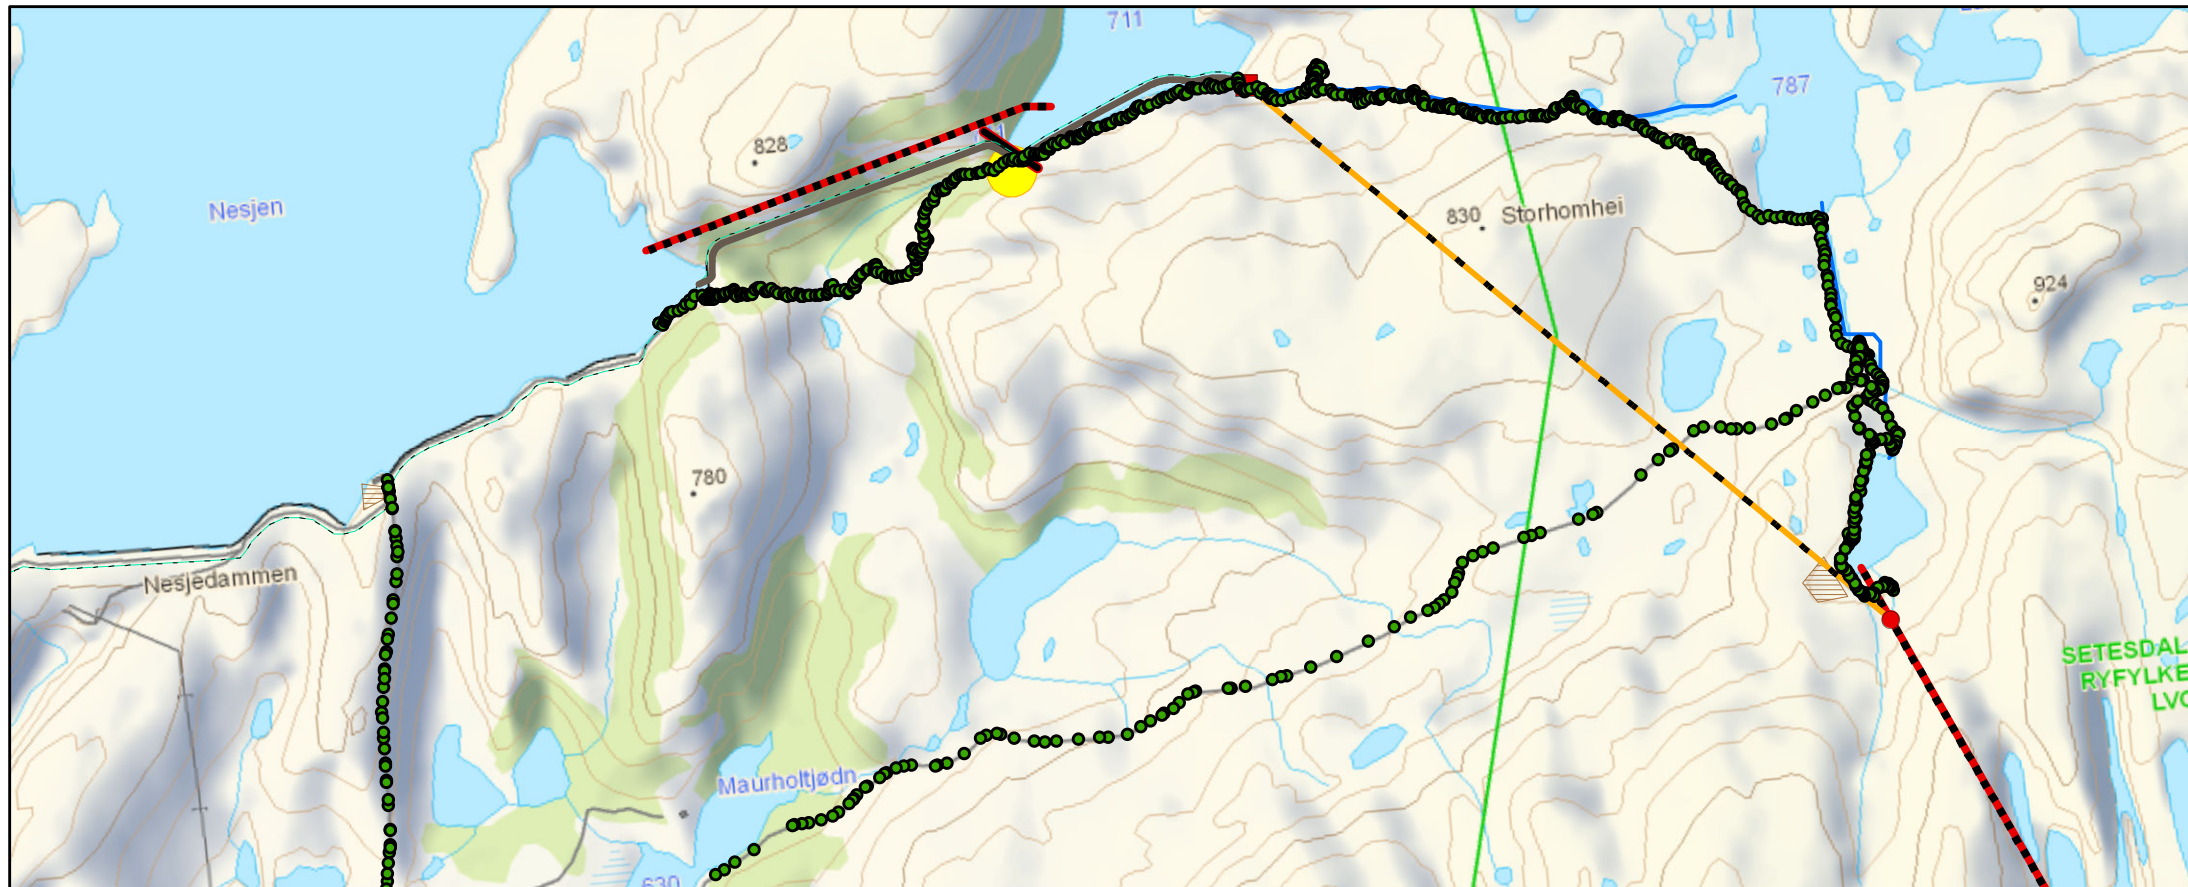 711
787
828
Nesjen
830 Storhomhei
924
780
Nesjedammen
SETESDAL
RYFYLKE
LVO
Maurholtjødn
630